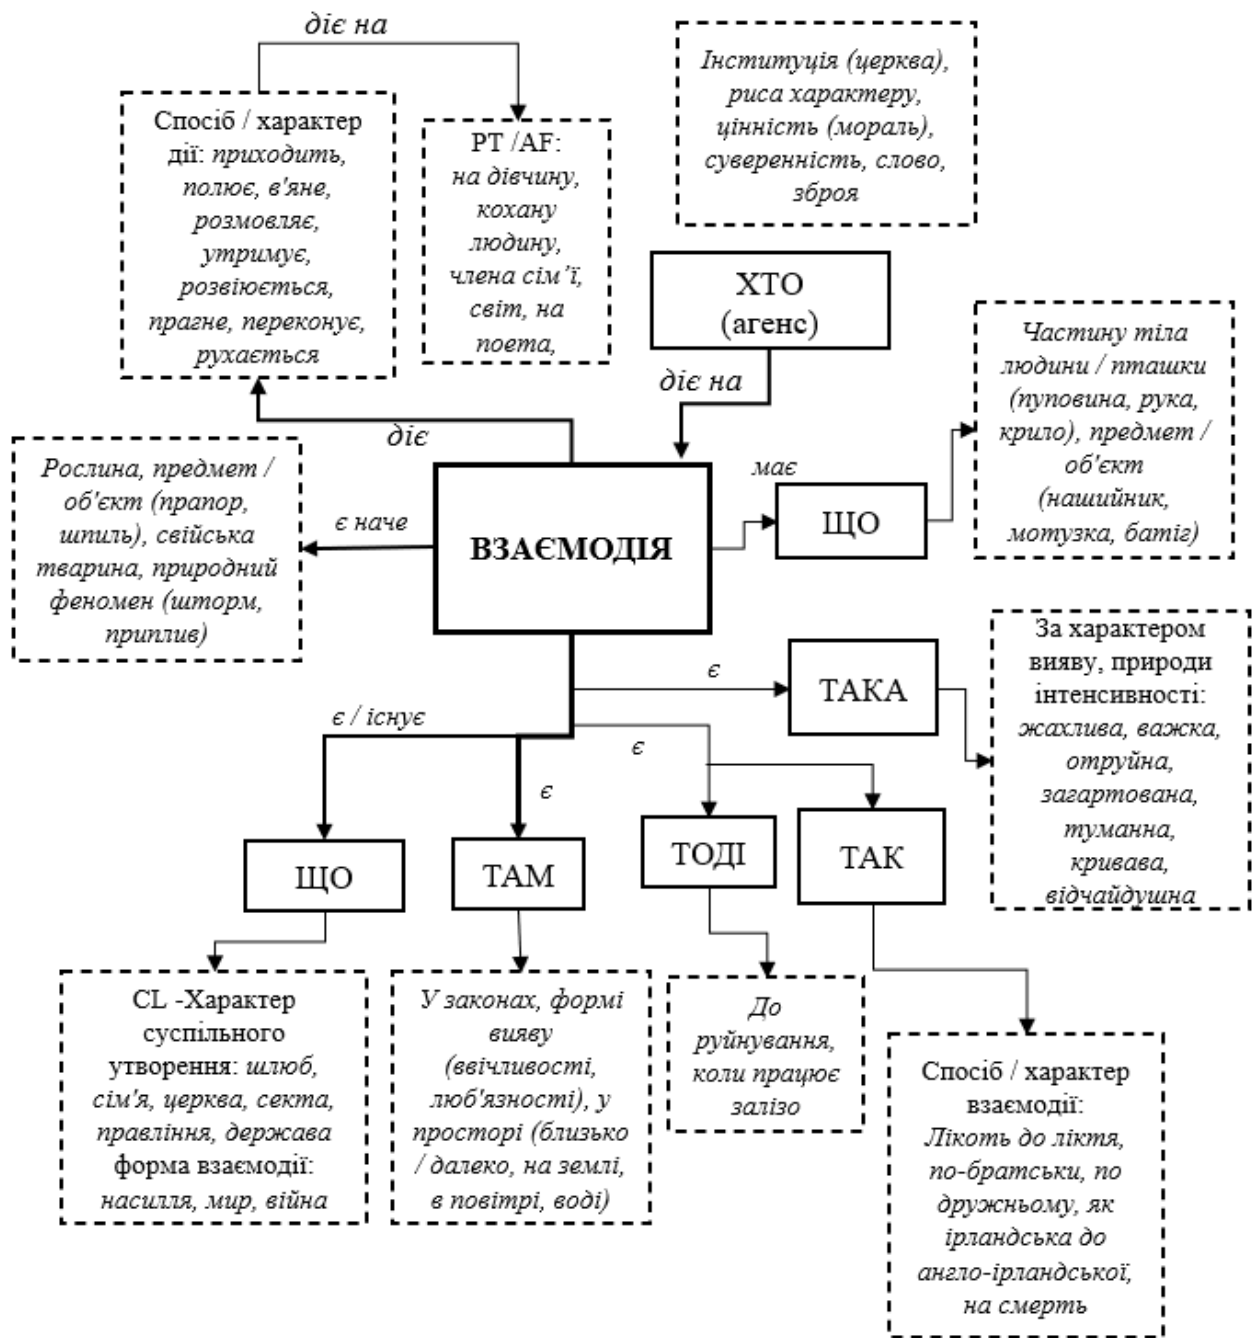 діє на
Спосіб / характер
дії: приходить,
полює, в'яне,
розмовляє,
утримує,
розвіюється,
прагне, переконує,
рухається
PT /AF:
на дівчину,
кохану
людину,
члена сім’ї,
світ, на
поета,
Інституція (церква),
риса характеру,
цінність (мораль),
суверенність, слово,
зброя
ХТО
(агенс)
діє на
діє
Рослина, предмет /
об'єкт (прапор,
шпиль), свійська
тварина, природний
феномен (шторм,
приплив)
є наче
ВЗАЄМОДІЯ
має
ЩО
Частину тіла
людини / пташки
(пуповина, рука,
крило), предмет /
об'єкт
(нашийник,
мотузка, батіг)
є
ТАКА
За характером
вияву, природи
інтенсивності:
жахлива, важка,
отруйна,
загартована,
туманна,
кривава,
відчайдушна
є / існує
є
є
ЩО
ТАМ
ТОДІ
ТАК
CL -Характер
суспільного
утворення: шлюб,
сім'я, церква, секта,
правління, держава
форма взаємодії:
насилля, мир, війна
У законах, формі
вияву
(ввічливості,
люб'язності), у
просторі (близько
/ далеко, на землі,
в повітрі, воді)
До
руйнування,
коли працює
залізо
Спосіб / характер
взаємодії:
Лікоть до ліктя,
по-братськи, по
дружньому, як
ірландська до
англо-ірландської,
на смерть